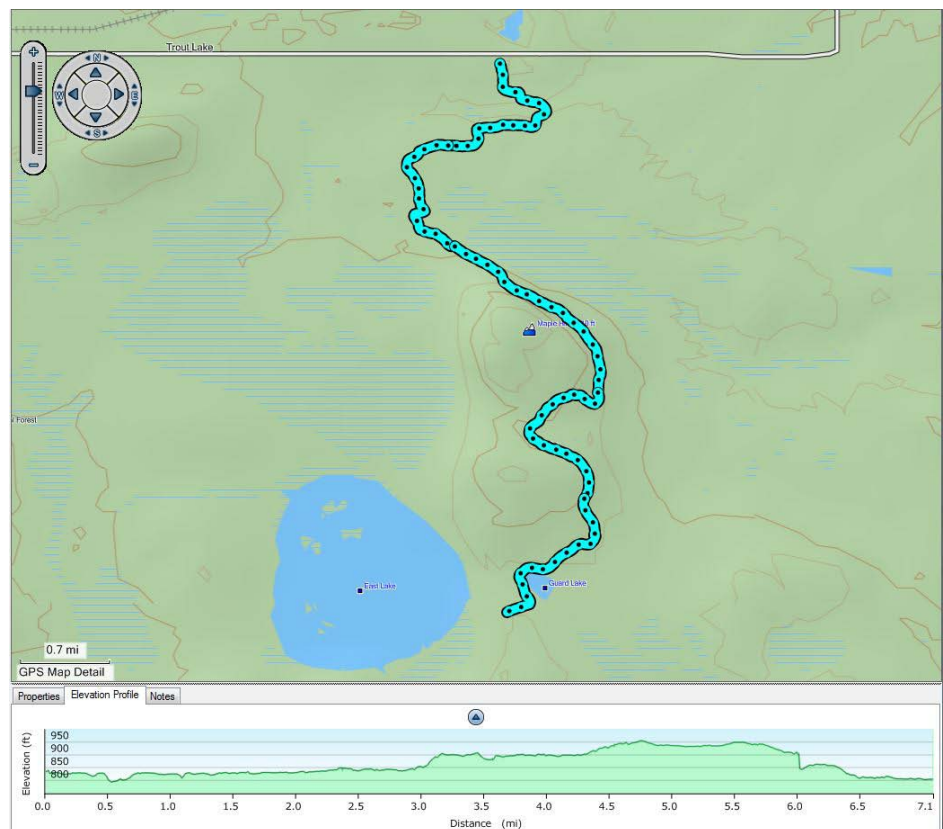 Trout Lake
+
N
W
E
S
−
Maple H
ft
Forest
East Lake
Guard Lake
0.7 mi
GPS Map Detail
Properties Elevation Profile Notes
Elevation (ft)
950
900
850
800
0.0 0.5 1.0 1.5 2.0 2.5 3.0 3.5 4.0 4.5 5.0 5.5 6.0 6.5 7.1
Distance (mi)